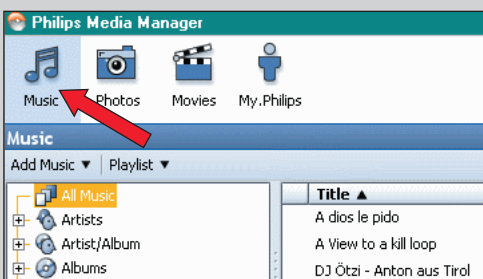 Philips Media Manager
Music Photos Movies My.Philips
Music
Add Music ▼ | Playlist ▼
All Music
Artists
Artist/Album
Albums
Title ▲
A dios le pido
A View to a kill loop
DJ Ötzi - Anton aus Tirol